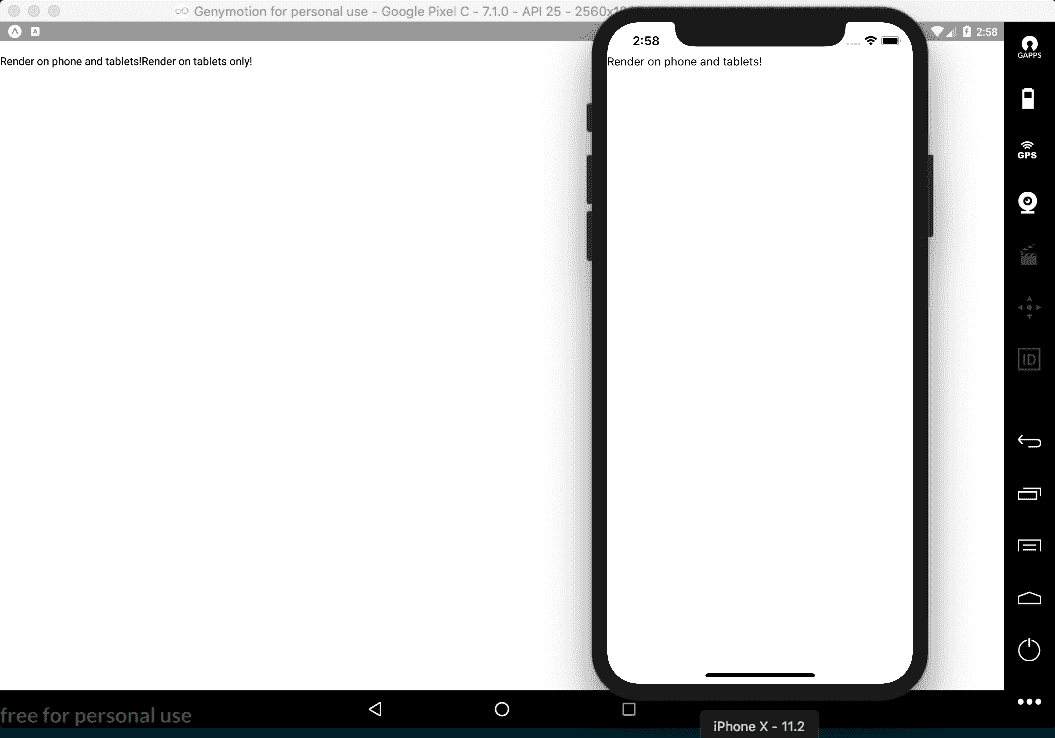 Genymotion for personal use - Google Pixel C - 7.1.0 - API 25 - 2560x1
2:58
2:58
Render on phone and tablets!Render on tablets only!
Render on phone and tablets!
GAPPS
GPS
ID
free for personal use
iPhone X - 11.2